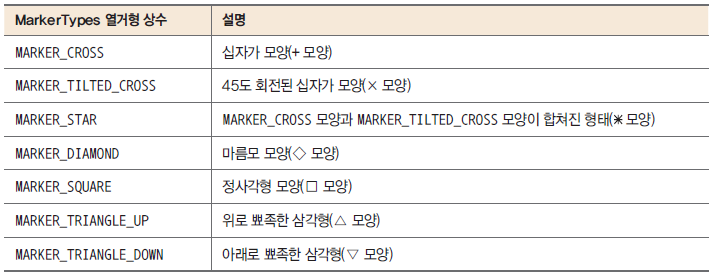 MarkerTypes 열거형 상수 설명
MARKER_CROSS 십자가 모양(+ 모양)
MARKER_TILTED_CROSS 45도 회전된 십자가 모양(× 모양)
MARKER_STAR MARKER_CROSS 모양과 MARKER_TILTED_CROSS 모양이 합쳐진 형태(✳ 모양)
MARKER_DIAMOND 마름모 모양(◇ 모양)
MARKER_SQUARE 정사각형 모양(□ 모양)
MARKER_TRIANGLE_UP 위로 뾰족한 삼각형(△ 모양)
MARKER_TRIANGLE_DOWN 아래로 뾰족한 삼각형(▽ 모양)